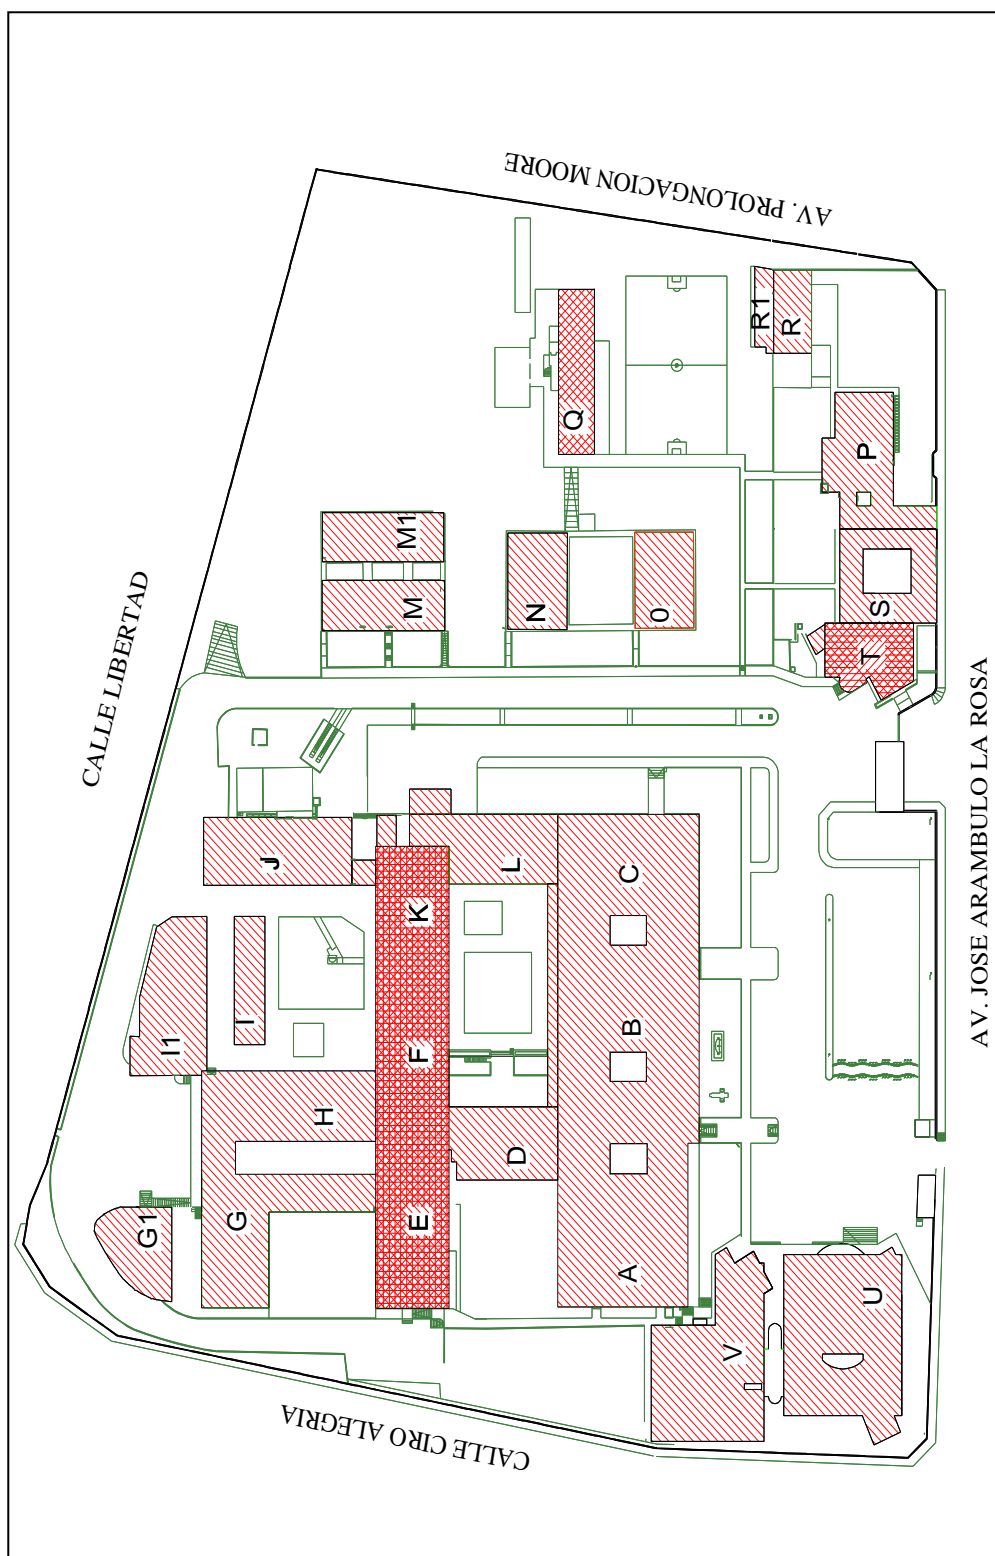 AV. PROLONGACION MOORE
CALLE LIBERTAD
R1
R
Q
P
M1
M
N
0
S
T
J
L
C
K
I
I1
F
B
H
D
G1
G
E
A
U
V
CALLE CIRO ALEGRIA
AV. JOSE ARAMBULO LA ROSA